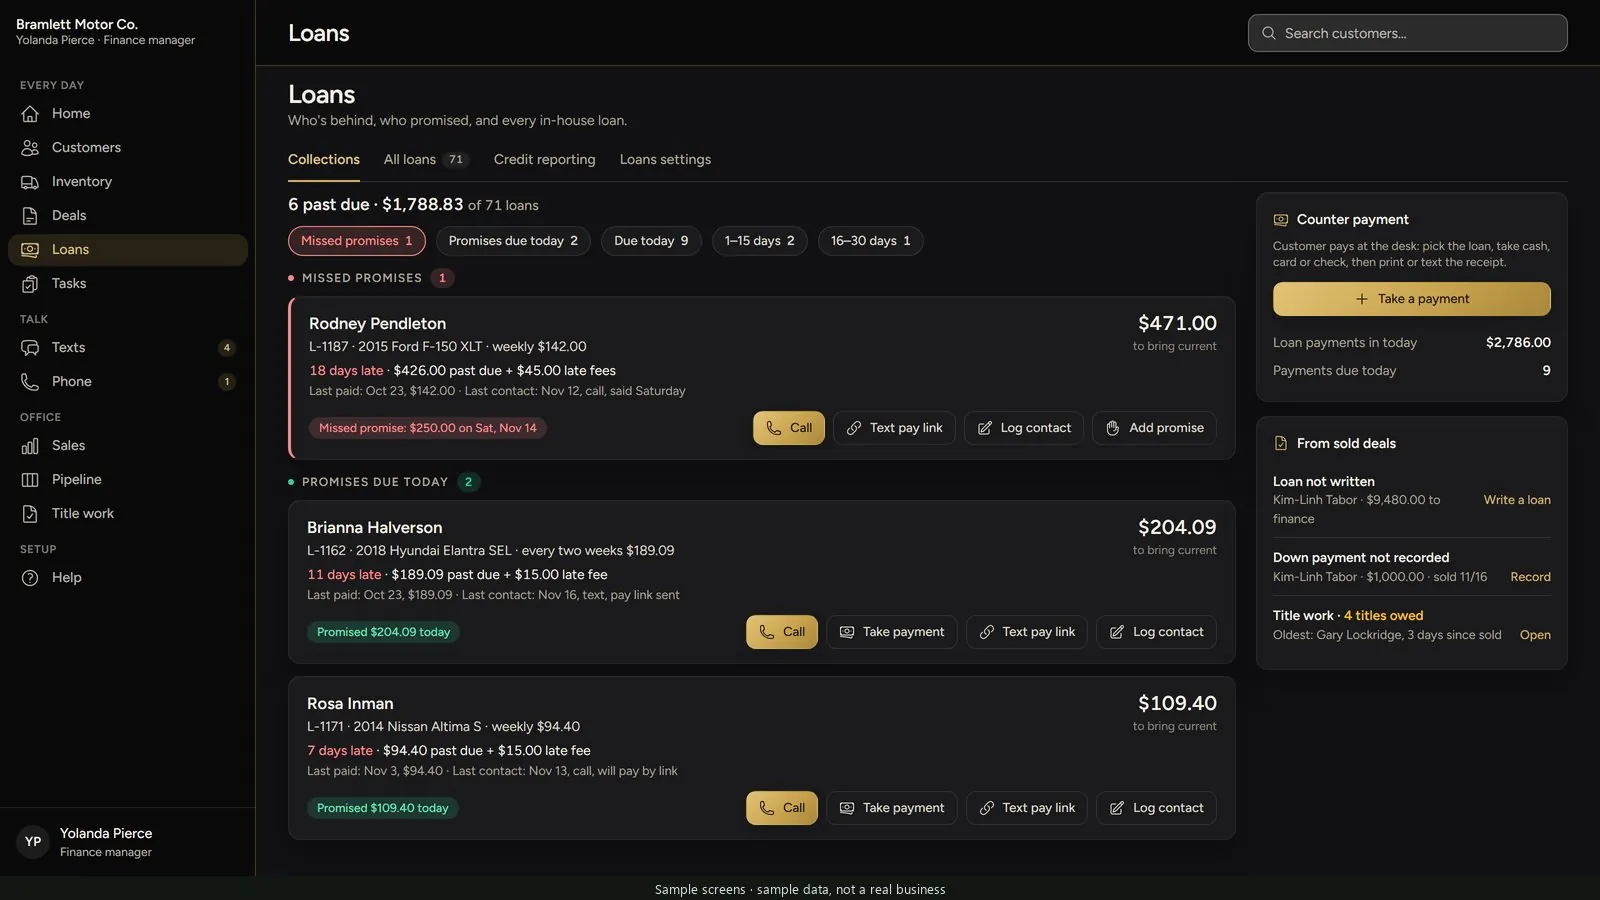 Bramlett Motor Co.
Yolanda Pierce · Finance manager
EVERY DAY
Home
Customers
Inventory
Deals
Loans
Tasks
TALK
Texts 4
Phone 1
OFFICE
Sales
Pipeline
Title work
SETUP
Help
YP
Yolanda Pierce
Finance manager
Loans
Search customers...
Loans
Who's behind, who promised, and every in-house loan.
Collections All loans 71 Credit reporting Loans settings
6 past due · $1,788.83 of 71 loans
Missed promises 1 Promises due today 2 Due today 9 1–15 days 2 16–30 days 1
MISSED PROMISES 1
Rodney Pendleton
L-1187 · 2015 Ford F-150 XLT · weekly $142.00
18 days late · $426.00 past due + $45.00 late fees
Last paid: Oct 23, $142.00 · Last contact: Nov 12, call, said Saturday
$471.00
to bring current
Missed promise: $250.00 on Sat, Nov 14
Call Text pay link Log contact Add promise
PROMISES DUE TODAY 2
Brianna Halverson
L-1162 · 2018 Hyundai Elantra SEL · every two weeks $189.09
11 days late · $189.09 past due + $15.00 late fee
Last paid: Oct 23, $189.09 · Last contact: Nov 16, text, pay link sent
$204.09
to bring current
Promised $204.09 today
Call Take payment Text pay link Log contact
Rosa Inman
L-1171 · 2014 Nissan Altima S · weekly $94.40
7 days late · $94.40 past due + $15.00 late fee
Last paid: Nov 3, $94.40 · Last contact: Nov 13, call, will pay by link
$109.40
to bring current
Promised $109.40 today
Call Take payment Text pay link Log contact
Counter payment
Customer pays at the desk: pick the loan, take cash,
card or check, then print or text the receipt.
+ Take a payment
Loan payments in today $2,786.00
Payments due today 9
From sold deals
Loan not written
Kim-Linh Tabor · $9,480.00 to
finance
Write a loan
Down payment not recorded
Kim-Linh Tabor · $1,000.00 · sold 11/16 Record
Title work · 4 titles owed
Oldest: Gary Lockridge, 3 days since sold Open
Sample screens · sample data, not a real business